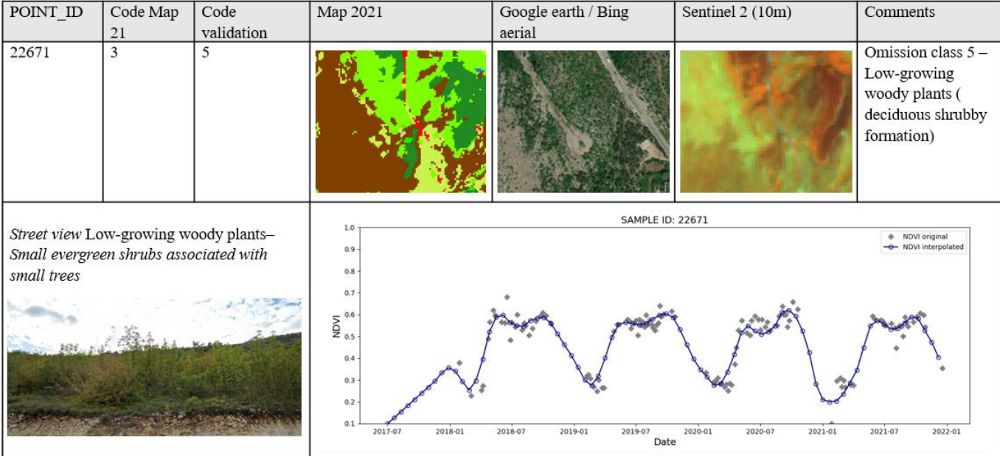 POINT_ID
Code Map
21
Code
validation
Map 2021
Google earth / Bing
aerial
Sentinel 2 (10m)
Comments
22671
3
5
Omission class 5 –
Low-growing
woody plants (
deciduous shrubby
formation)
Street view Low-growing woody plants–
Small evergreen shrubs associated with
small trees
SAMPLE ID: 22671
NDVI original
NDVI interpolated
NDVI
1.0
0.9
0.8
0.7
0.6
0.5
0.4
0.3
0.2
0.1
2017-07 2018-01 2018-07 2019-01 2019-07 2020-01 2020-07 2021-01 2021-07 2022-01
Date